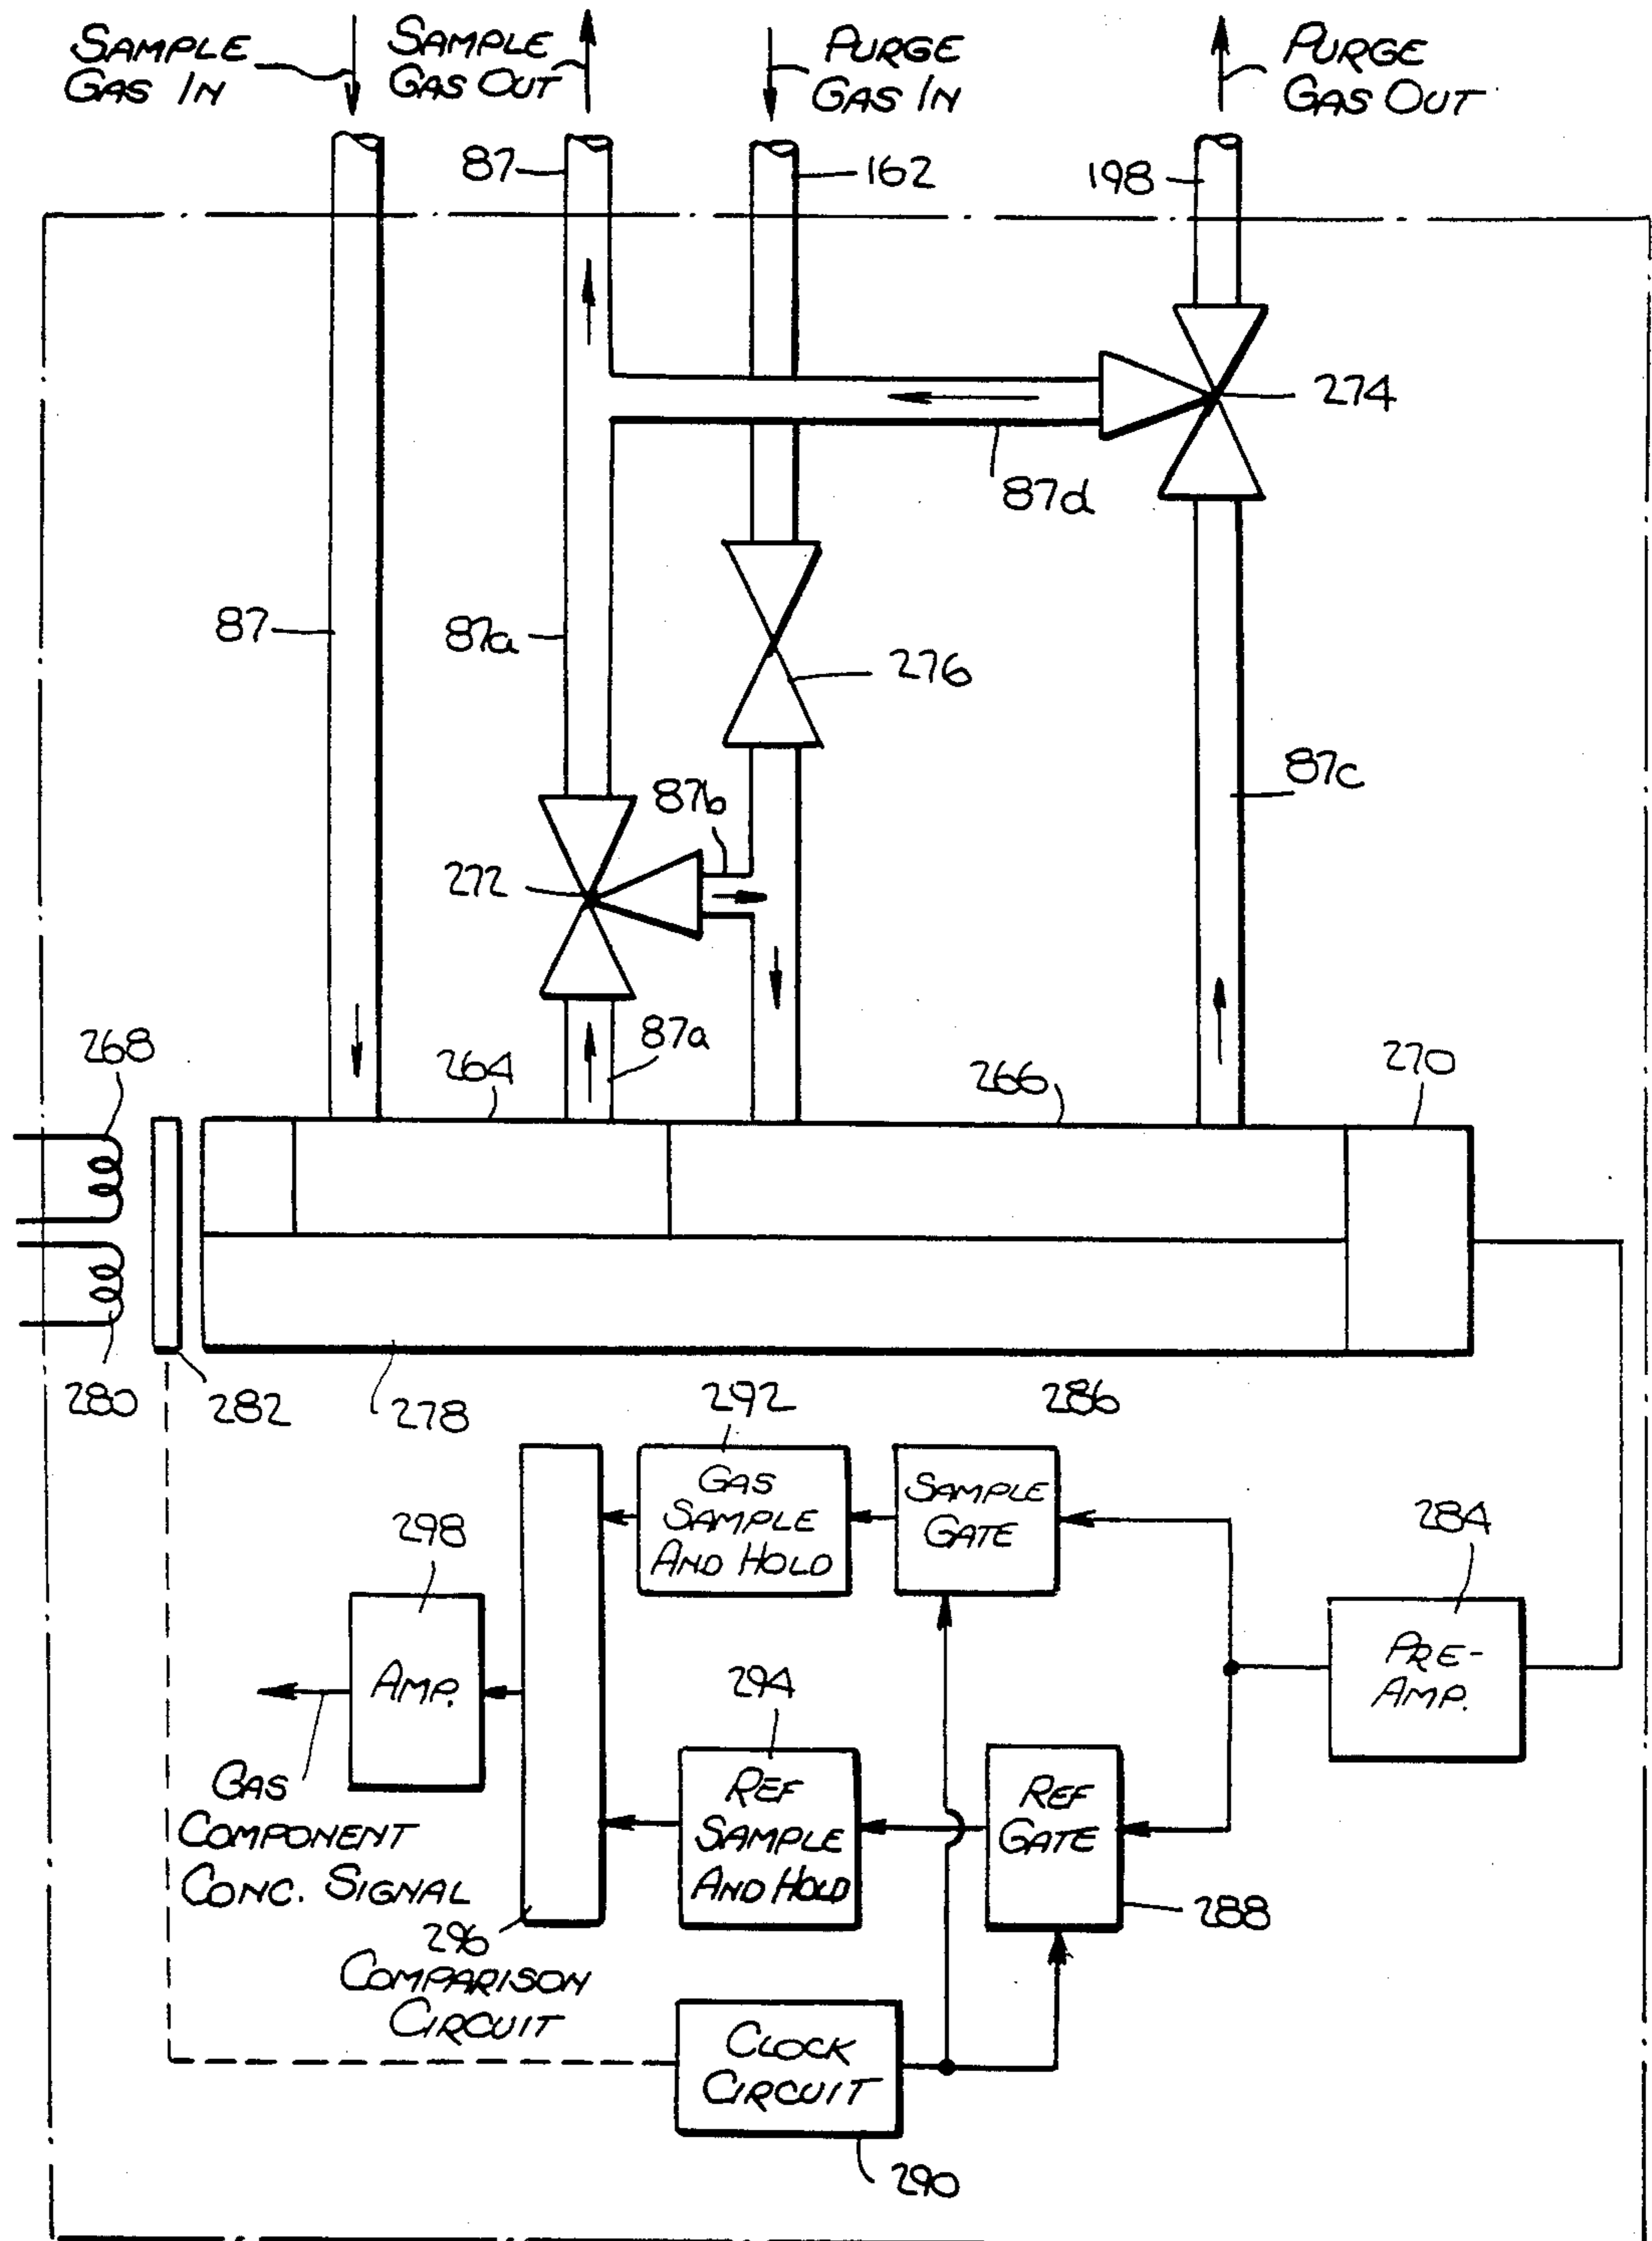 SAMPLE
GAS IN
SAMPLE
GAS OUT
PURGE
GAS IN
PURGE
GAS OUT
87
162
198
274
87d
87
87a
276
87b
87c
272
87a
268
264
266
270
280
282
278
292
286
GAS
SAMPLE
AND HOLD
SAMPLE
GATE
284
298
PRE-
AMP.
AMP.
294
REF
SAMPLE
AND HOLD
REF
GATE
GAS
COMPONENT
CONC. SIGNAL
288
296
COMPARISON
CIRCUIT
CLOCK
CIRCUIT
290